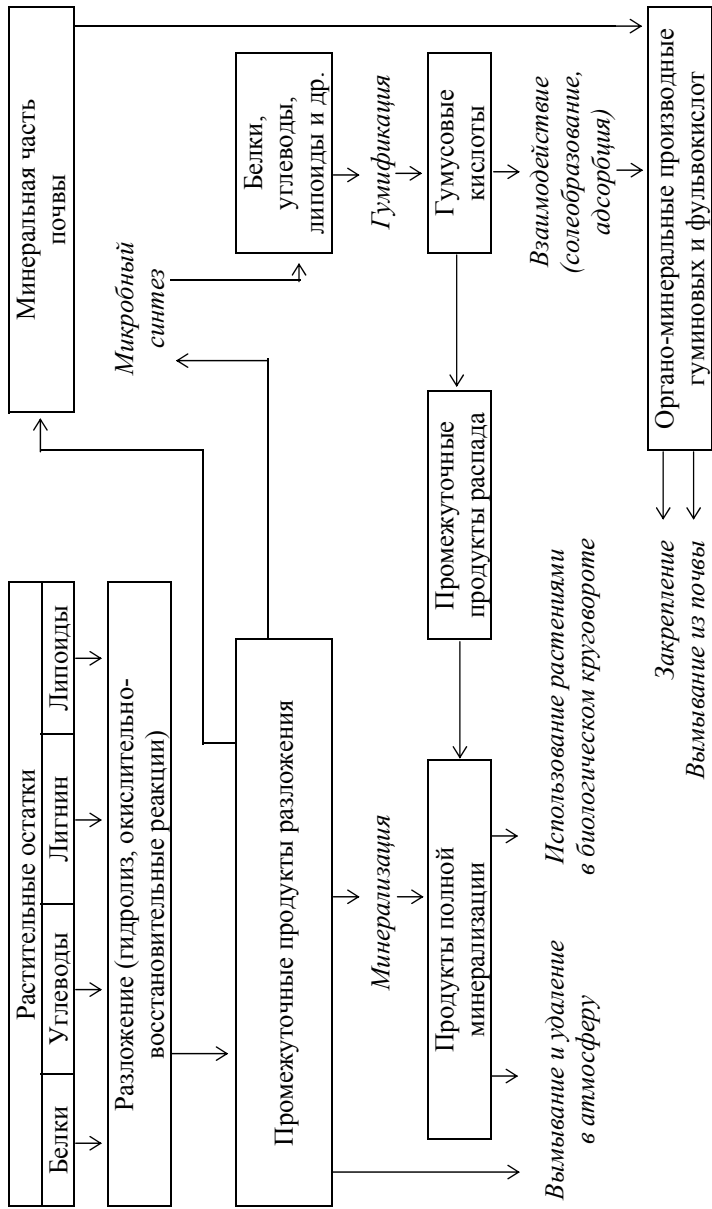 Растительные остатки
Белки
Углеводы
Лигнин
Липоиды
Минеральная часть
почвы
Разложение (гидролиз, окислительно-
восстановительные реакции)
Микробный
синтез
Промежуточные продукты разложения
Белки,
углеводы,
липоиды и др.
Минерализация
Гумификация
Продукты полной
минерализации
Промежуточные
продукты распада
Гумусовые
кислоты
Вымывание и удаление
в атмосферу
Использование растениями
в биологическом круговороте
Взаимодействие
(солеобразование,
адсорбция)
Закрепление
Вымывание из почвы
Органо-минеральные производные
гуминовых и фульвокислот